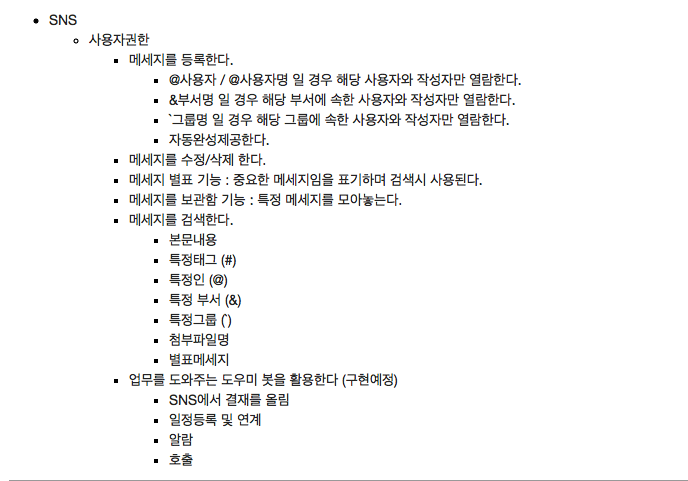 SNS
사용자권한
메세지를 등록한다.
@사용자 / @사용자명 일 경우 해당 사용자와 작성자만 열람한다.
&부서명 일 경우 해당 부서에 속한 사용자와 작성자만 열람한다.
`그룹명 일 경우 해당 그룹에 속한 사용자와 작성자만 열람한다.
자동완성제공한다.
메세지를 수정/삭제 한다.
메세지 별표 기능 : 중요한 메세지임을 표기하며 검색시 사용된다.
메세지를 보관함 기능 : 특정 메세지를 모아놓는다.
메세지를 검색한다.
본문내용
특정태그 (#)
특정인 (@)
특정 부서 (&)
특정그룹 (`)
첨부파일명
별표메세지
업무를 도와주는 도우미 봇을 활용한다 (구현예정)
SNS에서 결재를 올림
일정등록 및 연계
알람
호출